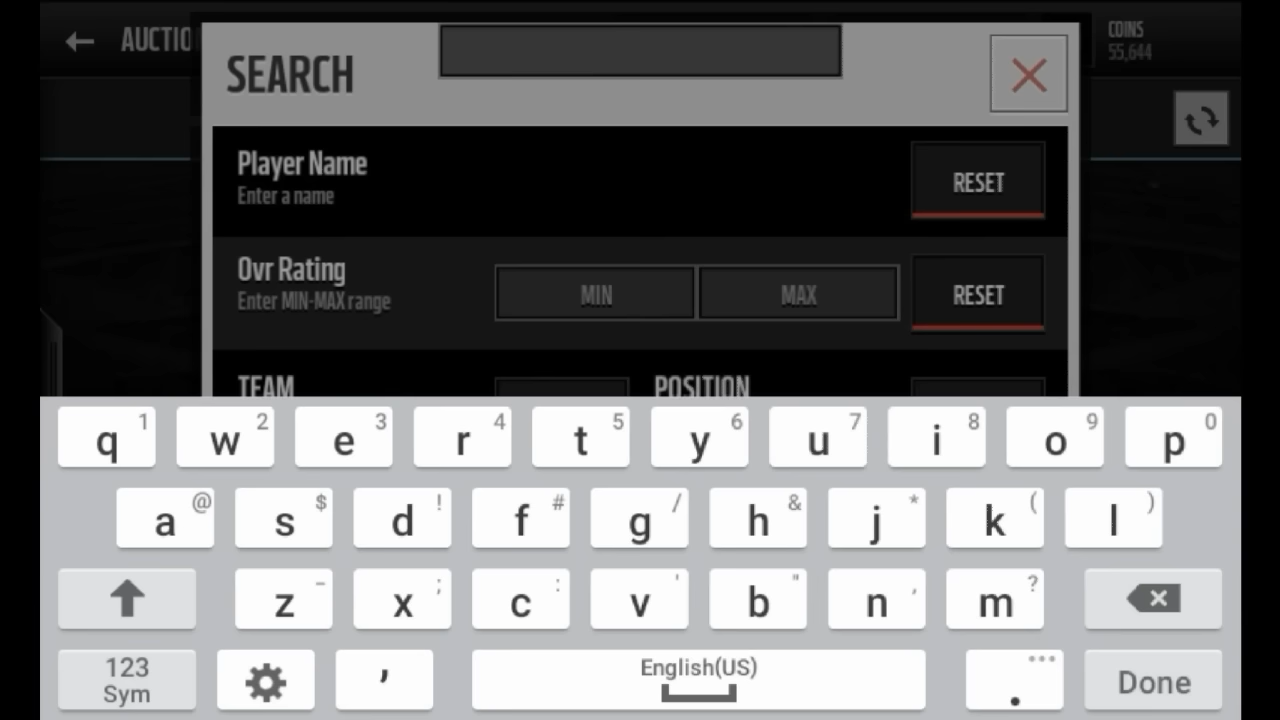 AUCTIO
COINS
55,644
SEARCH
Player Name
Enter a name
RESET
Ovr Rating
Enter MIN-MAX range
MIN
MAX
RESET
TEAM
POSITION
q 1 w 2 e 3 r 4 t 5 y 6 u 7 i 8 o 9 p 0
a @ s $ d ! f # g / h & j * k ( l )
z - x ; c : v ' b " n , m ?
123
Sym
,
English(US)
. ...
Done